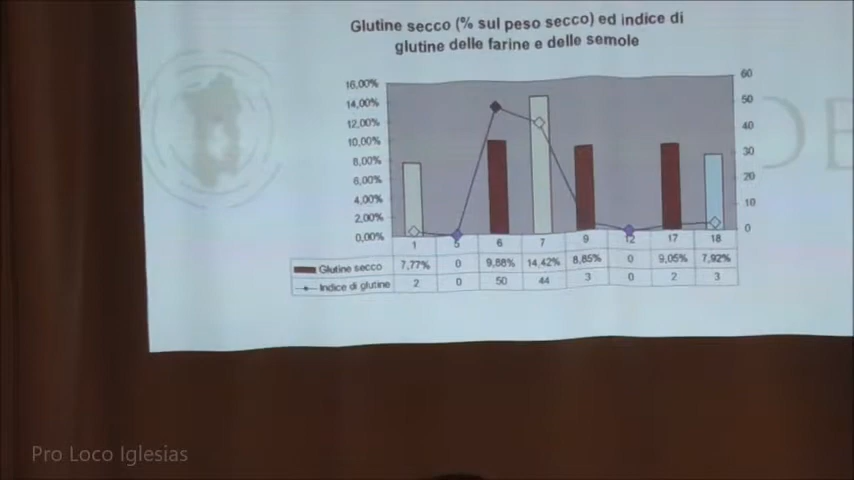 Glutine secco (% sul peso secco) ed indice di
glutine delle farine e delle semole
16,00%
14,00%
12,00%
10,00%
8,00%
6,00%
4,00%
2,00%
0,00%
60
50
40
30
20
10
0
1 5 6 7 9 12 17 18
Glutine secco 7,77% 0 9,88% 14,42% 8,85% 0 9,05% 7,92%
Indice di glutine 2 0 50 44 3 0 2 3
DE
Pro Loco Iglesias